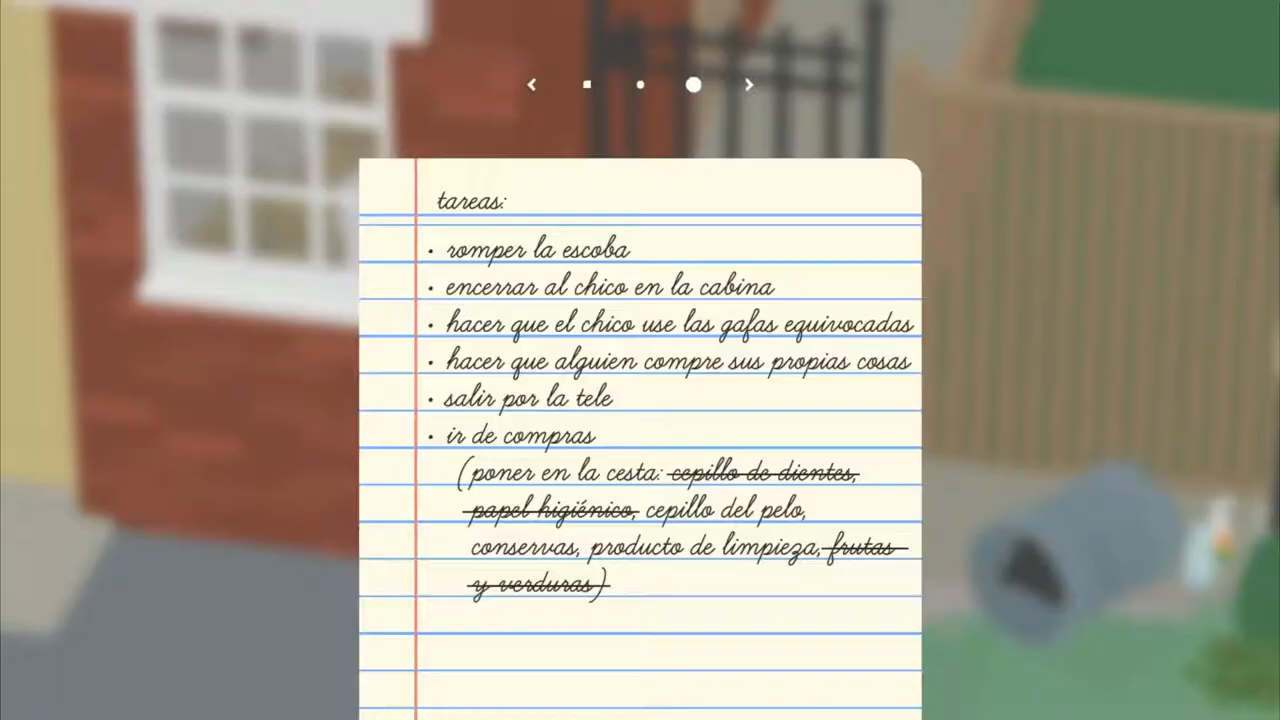 tareas:
• romper la escoba
• encerrar al chico en la cabina
• hacer que el chico use las gafas equivocadas
• hacer que alguien compre sus propias cosas
• salir por la tele
• ir de compras
(poner en la cesta: cepillo de dientes,
papel higiénico, cepillo del pelo,
conservas, producto de limpieza, frutas
y verduras)